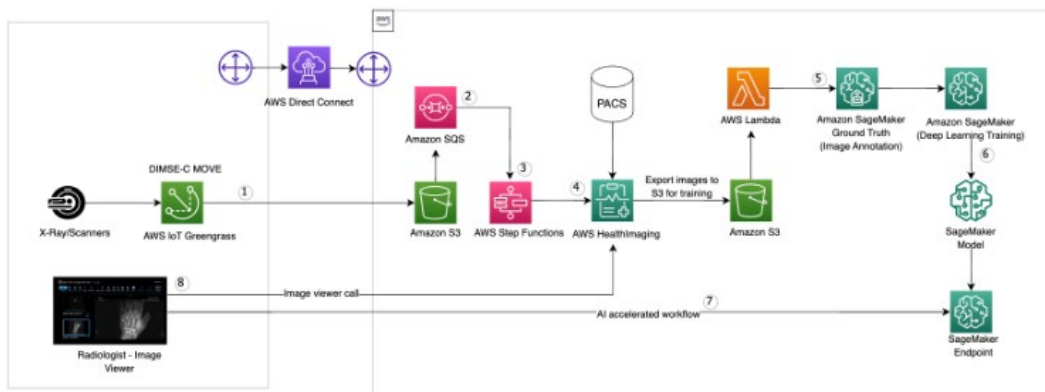 aws
AWS Direct Connect
2
Amazon SQS
PACS
AWS Lambda
5
Amazon SageMaker
Ground Truth
(Image Annotation)
Amazon SageMaker
(Deep Learning Training)
DIMSE-C MOVE
1
3
4
Export images to
S3 for training
6
X-Ray/Scanners
AWS IoT Greengrass
Amazon S3
AWS Step Functions
AWS HealthImaging
Amazon S3
SageMaker
Model
8
Image viewer call
7
AI accelerated workflow
Radiologist - Image
Viewer
SageMaker
Endpoint